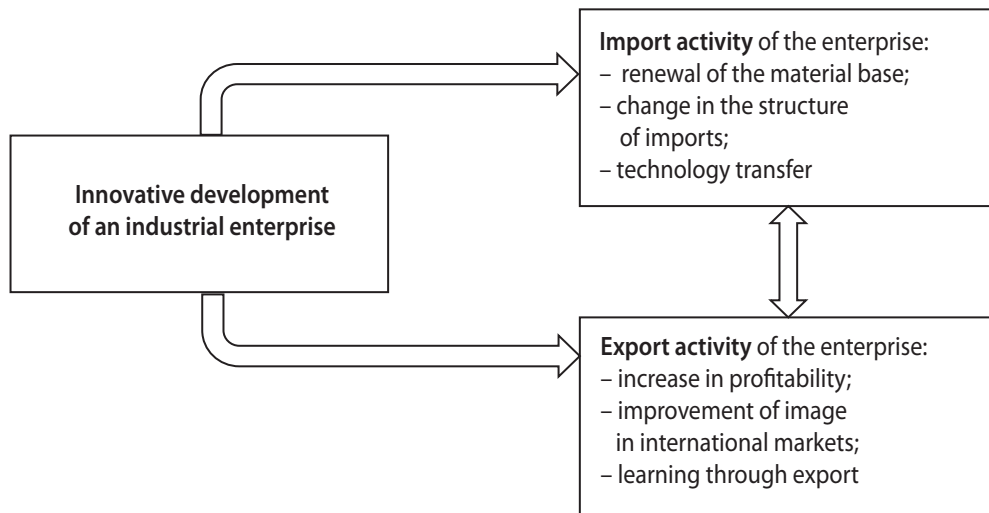 Import activity of the enterprise:
– renewal of the material base;
– change in the structure
of imports;
– technology transfer
Innovative development
of an industrial enterprise
Export activity of the enterprise:
– increase in profitability;
– improvement of image
in international markets;
– learning through export